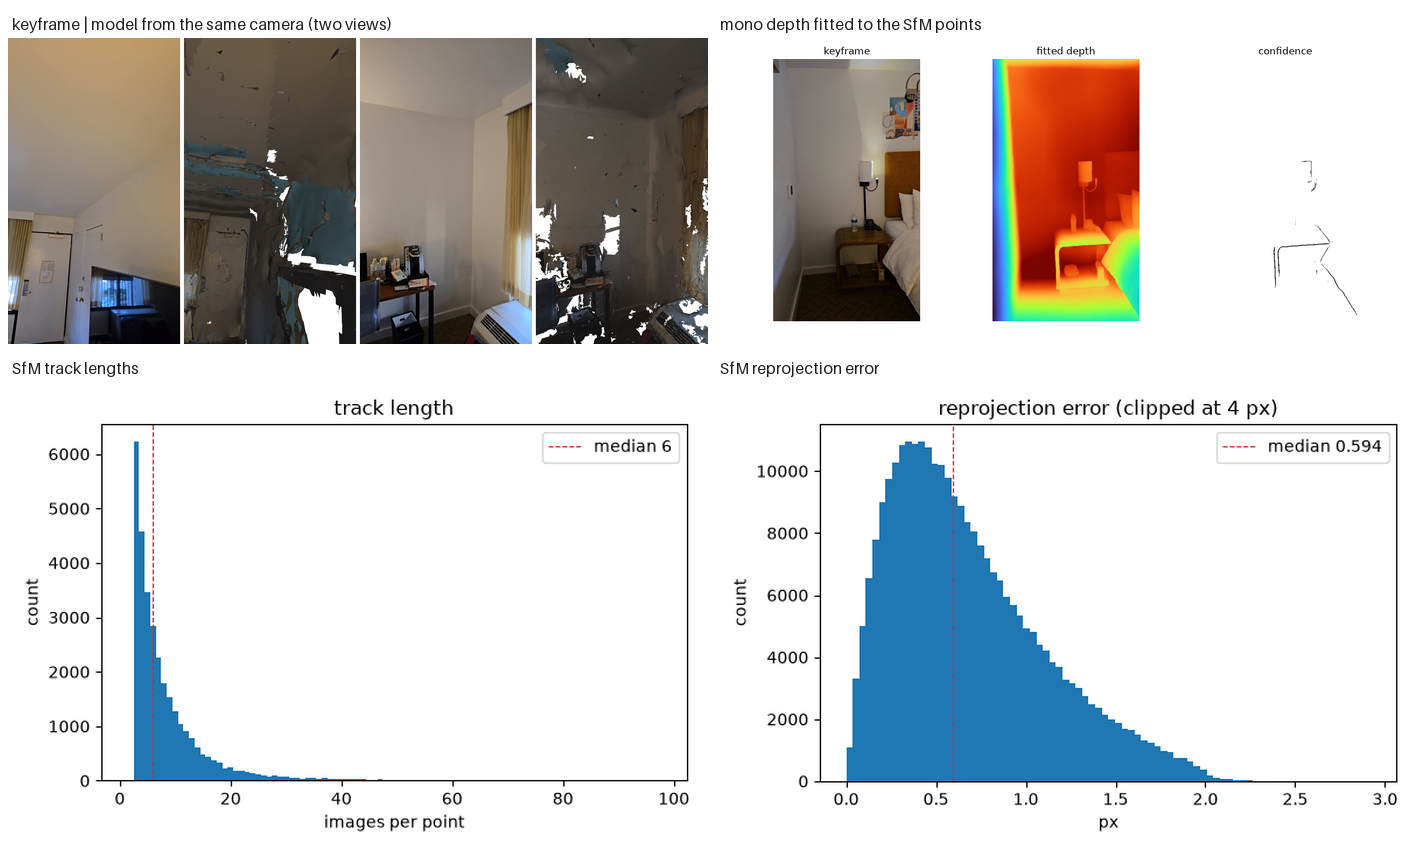 keyframe | model from the same camera (two views)
mono depth fitted to the SfM points
keyframe
fitted depth
confidence
SfM track lengths
SfM reprojection error
track length
median 6
6000
5000
4000
3000
2000
1000
0
count
0 20 40 60 80 100
images per point
reprojection error (clipped at 4 px)
median 0.594
10000
8000
6000
4000
2000
0
count
0.0 0.5 1.0 1.5 2.0 2.5 3.0
px